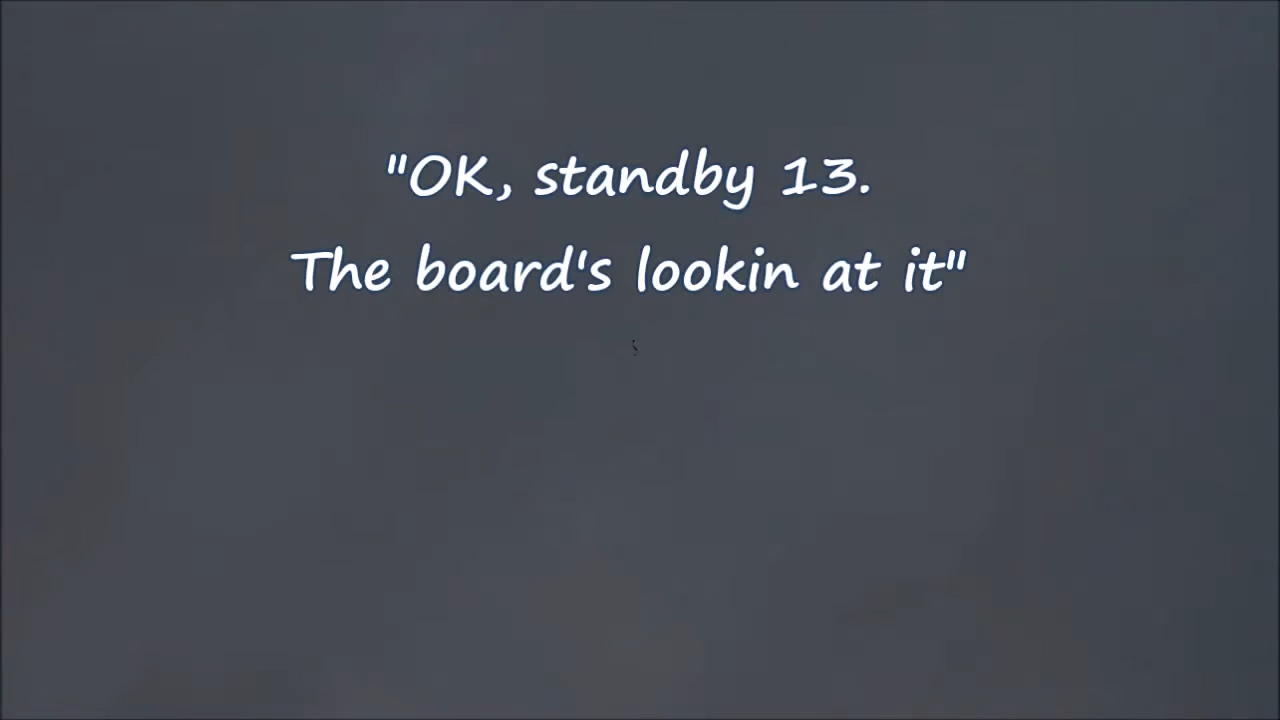 "OK, standby 13.
The board's lookin at it"